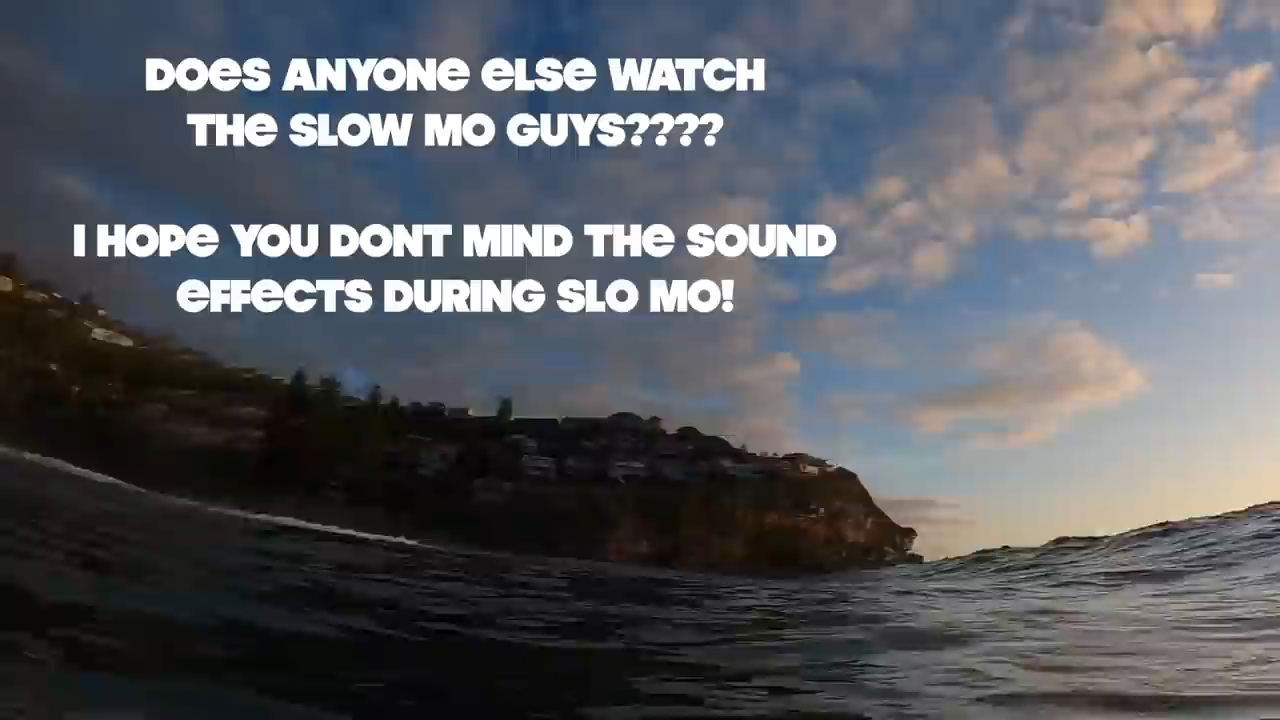 DOES ANYONE ELSE WATCH
THE SLOW MO GUYS????
I HOPE YOU DONT MIND THE SOUND
EFFECTS DURING SLO MO!